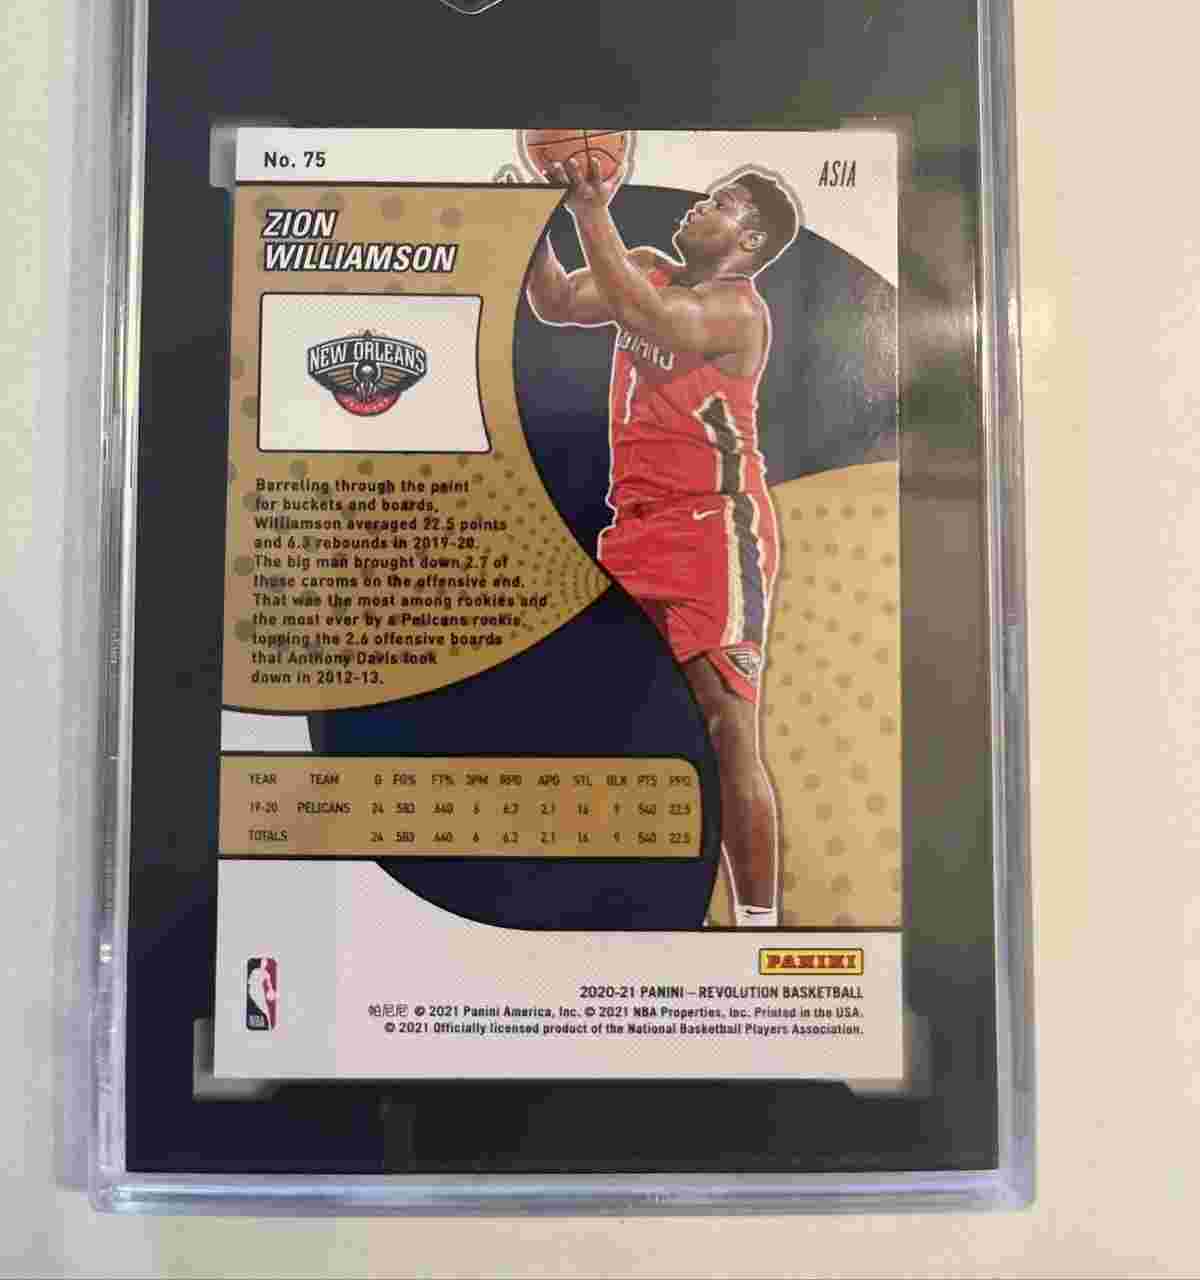 No. 75
ASIA
ZION
WILLIAMSON
NEW ORLEANS
PELICANS
1
Barreling through the paint
for buckets and boards,
Williamson averaged 22.5 points
and 6.3 rebounds in 2019-20.
The big man brought down 2.7 of
those caroms on the offensive end.
That was the most among rookies and
the most ever by a Pelicans rookie,
topping the 2.6 offensive boards
that Anthony Davis took
down in 2012-13.
YEAR TEAM G FG% FT% 3PM RPG APG STL BLK PTS PPG
19-20 PELICANS 24 .583 .640 6 6.3 2.1 16 9 540 22.5
TOTALS 24 .583 .640 6 6.3 2.1 16 9 540 22.5
NBA
PANINI
2020-21 PANINI – REVOLUTION BASKETBALL
帕尼尼 © 2021 Panini America, Inc. © 2021 NBA Properties, Inc. Printed in the USA.
© 2021 Officially licensed product of the National Basketball Players Association.